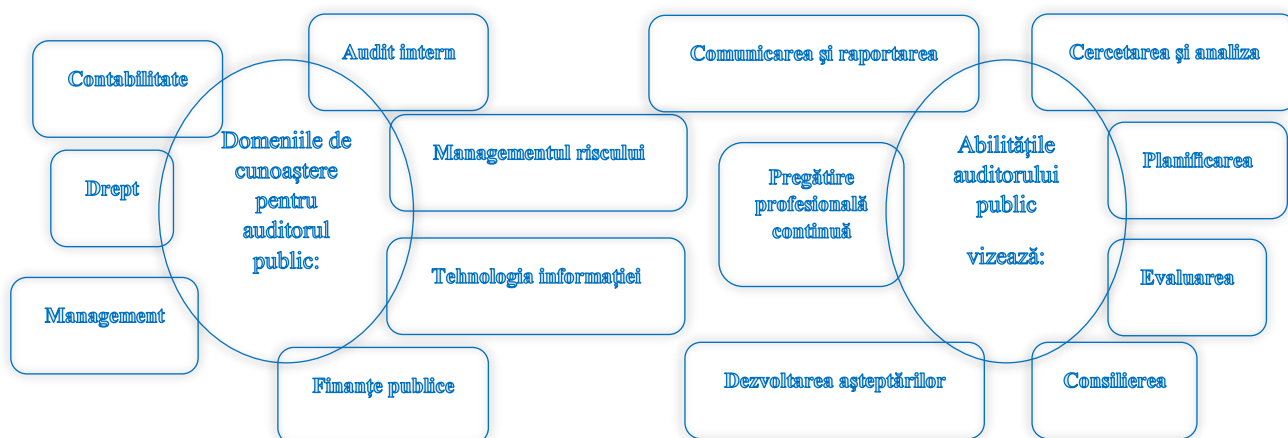 Domeniile de
cunoaștere
pentru
auditorul
public:
Contabilitate
Audit intern
Drept
Managementul riscului
Management
Tehnologia informației
Finanțe publice
Abilitățile
auditorului
public
vizează:
Comunicarea și raportarea
Cercetarea și analiza
Pregătire
profesională
continuă
Planificarea
Evaluarea
Dezvoltarea așteptărilor
Consilierea